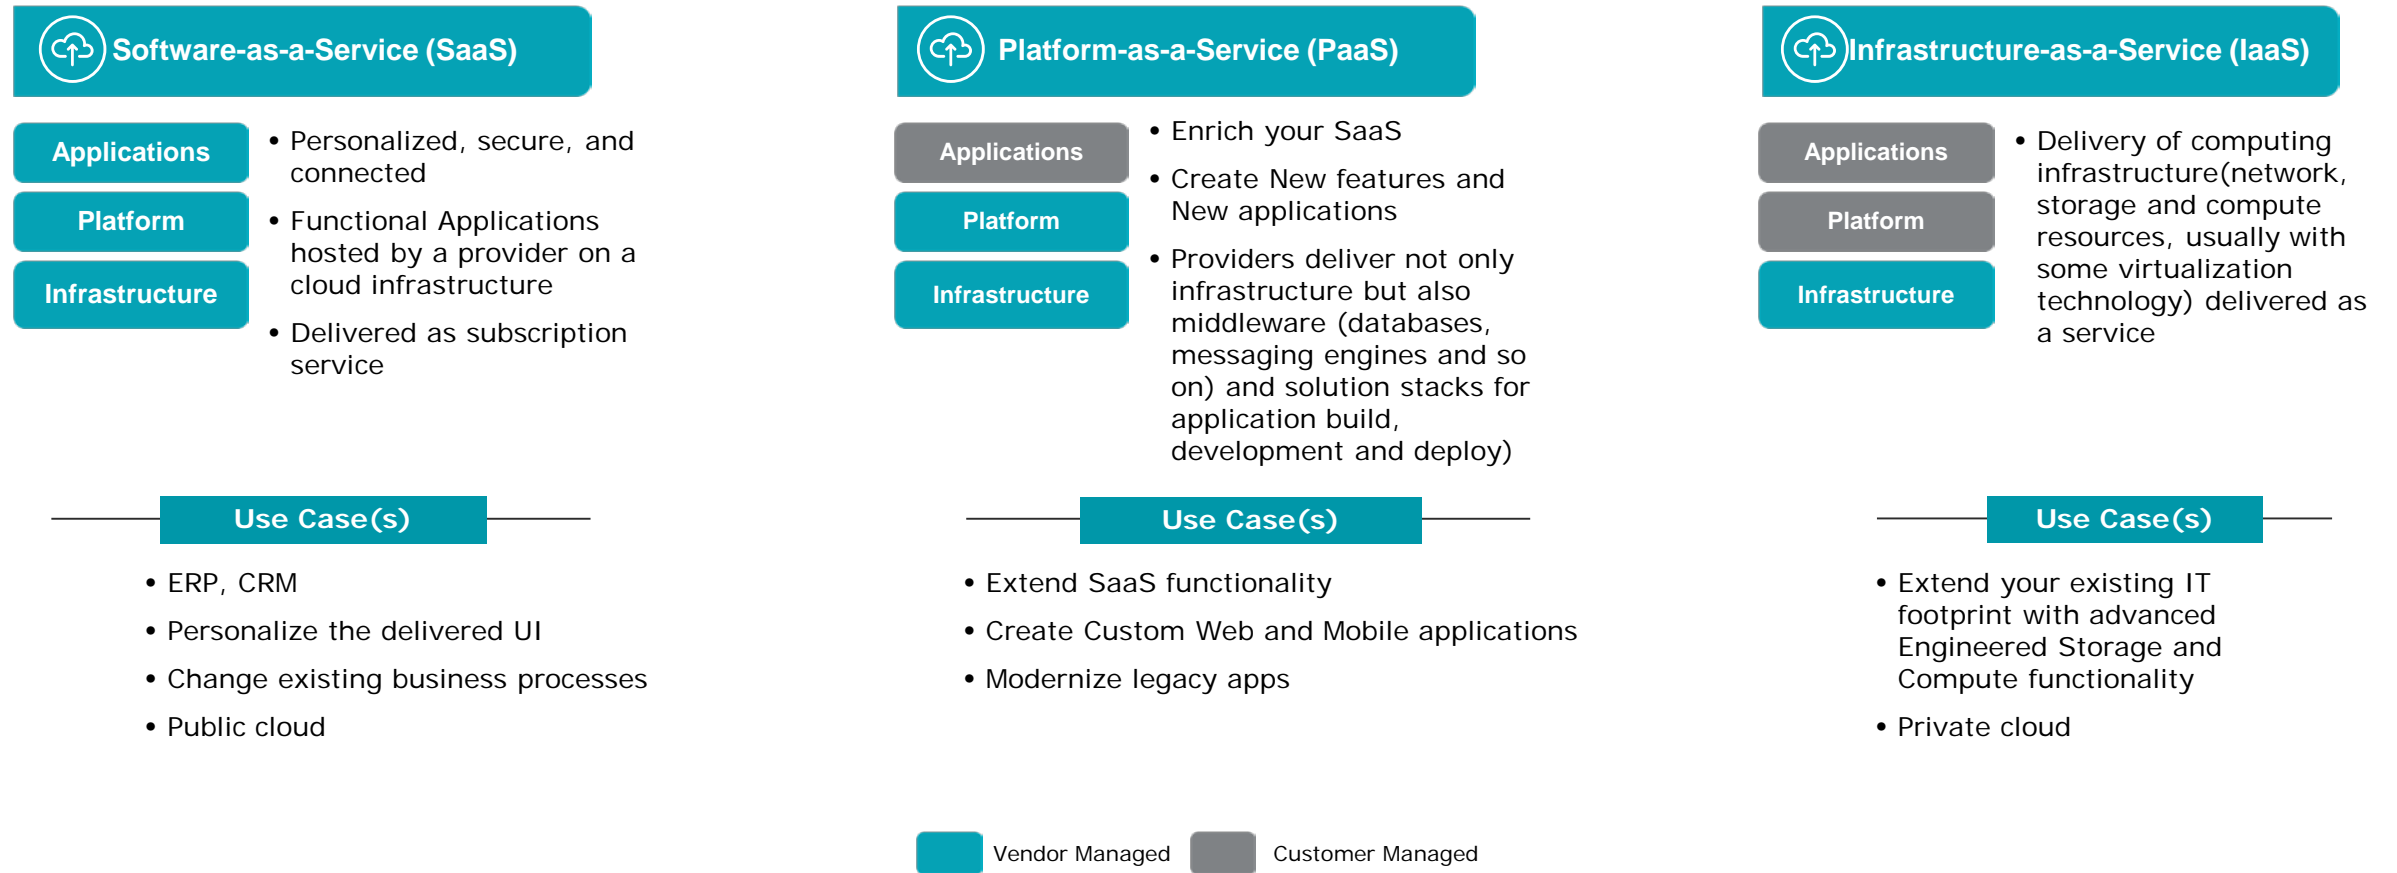 Software-as-a-Service (SaaS)
Applications
Platform
Infrastructure
• Personalized, secure, and
connected
• Functional Applications
hosted by a provider on a
cloud infrastructure
• Delivered as subscription
service
Use Case(s)
• ERP, CRM
• Personalize the delivered UI
• Change existing business processes
• Public cloud
Platform-as-a-Service (PaaS)
Applications
Platform
Infrastructure
• Enrich your SaaS
• Create New features and
New applications
• Providers deliver not only
infrastructure but also
middleware (databases,
messaging engines and so
on) and solution stacks for
application build,
development and deploy)
Use Case(s)
• Extend SaaS functionality
• Create Custom Web and Mobile applications
• Modernize legacy apps
Infrastructure-as-a-Service (IaaS)
Applications
Platform
Infrastructure
• Delivery of computing
infrastructure(network,
storage and compute
resources, usually with
some virtualization
technology) delivered as
a service
Use Case(s)
• Extend your existing IT
footprint with advanced
Engineered Storage and
Compute functionality
• Private cloud
Vendor Managed
Customer Managed